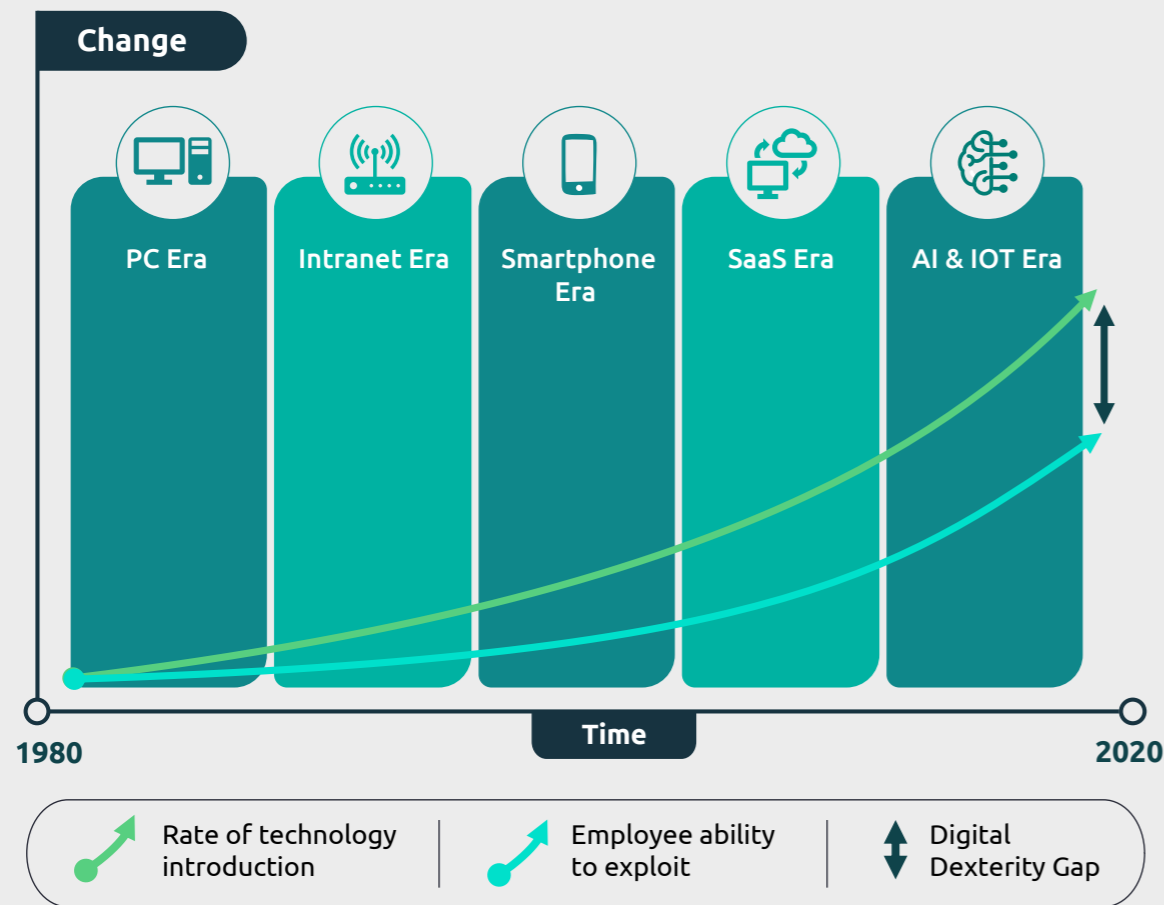 Change
PC Era
Intranet Era
Smartphone
Era
SaaS Era
AI & IOT Era
Time
1980
2020
Rate of technology
introduction
Employee ability
to exploit
Digital
Dexterity Gap